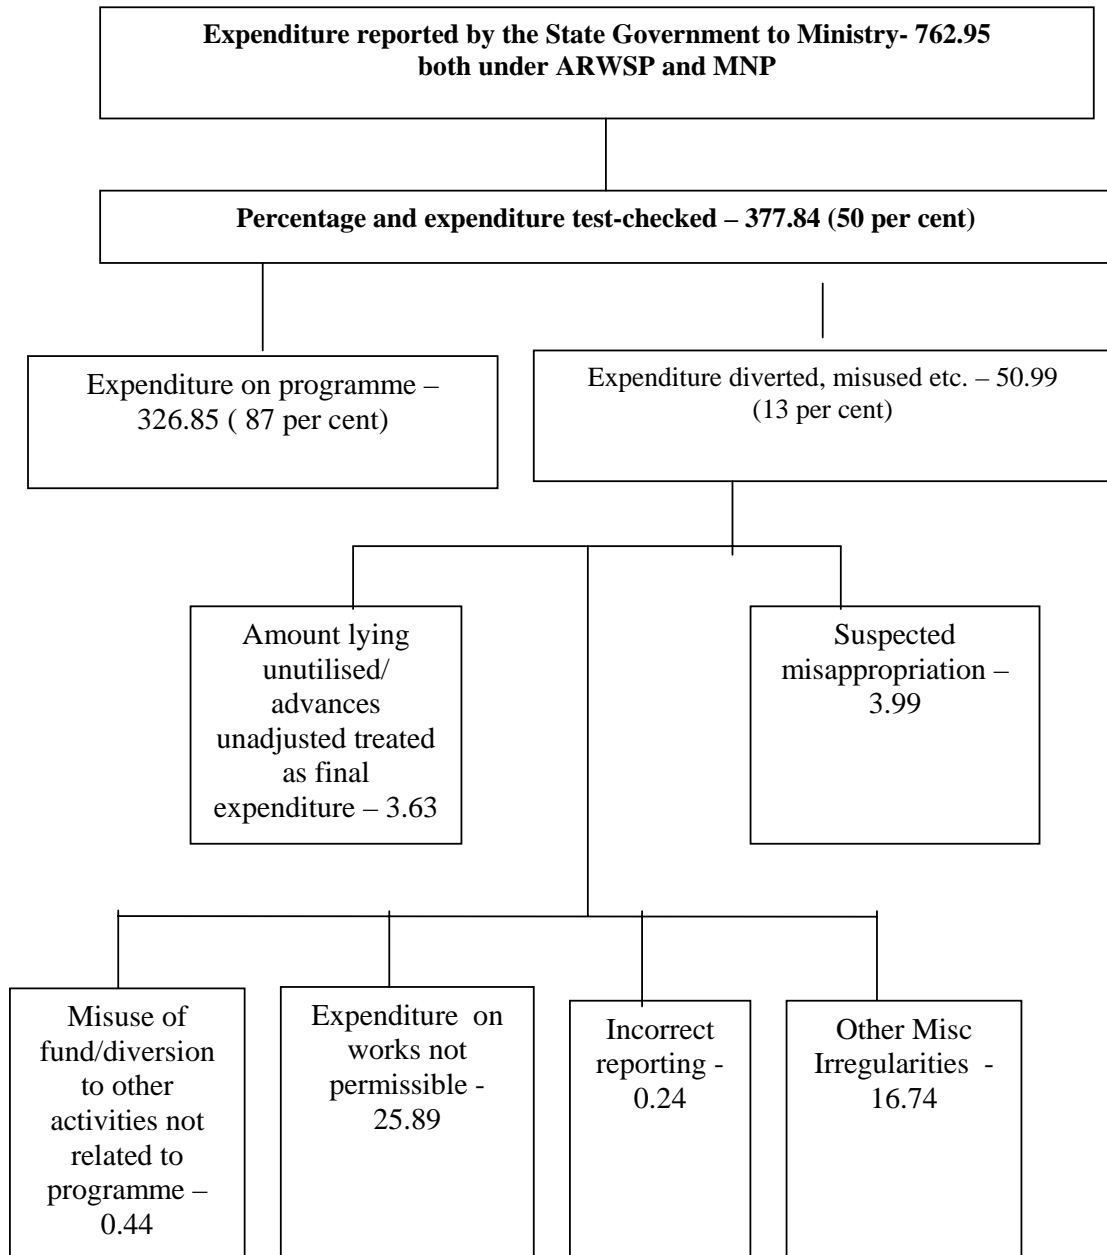 Expenditure reported by the State Government to Ministry- 762.95
both under ARWSP and MNP
Percentage and expenditure test-checked – 377.84 (50 per cent)
Expenditure on programme –
326.85 ( 87 per cent)
Expenditure diverted, misused etc. – 50.99
(13 per cent)
Amount lying
unutilised/
advances
unadjusted treated
as final
expenditure – 3.63
Suspected
misappropriation –
3.99
Misuse of
fund/diversion
to other
activities not
related to
programme –
0.44
Expenditure on
works not
permissible -
25.89
Incorrect
reporting -
0.24
Other Misc
Irregularities -
16.74